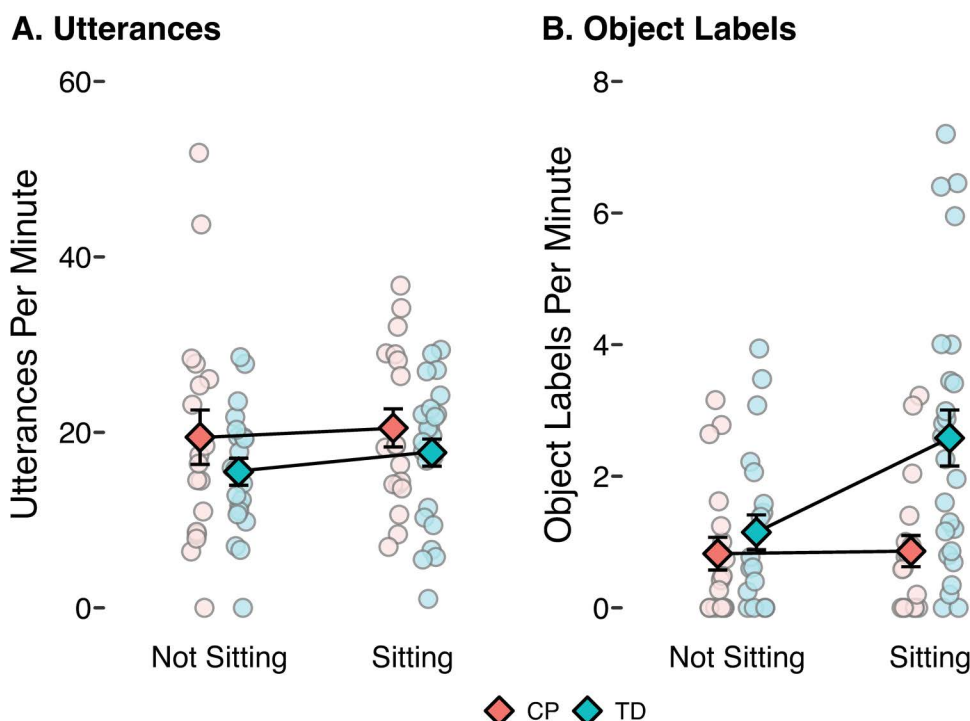 A. Utterances
B. Object Labels
Utterances Per Minute
60
40
20
0
Not Sitting
Sitting
Object Labels Per Minute
8
6
4
2
0
Not Sitting
Sitting
CP
TD